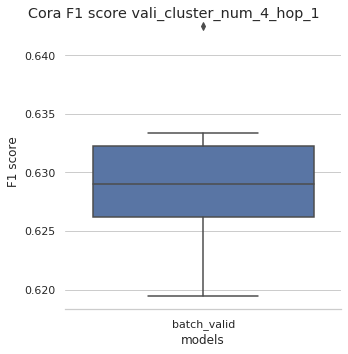 Cora F1 score vali_cluster_num_4_hop_1
0.640
0.635
0.630
0.625
0.620
F1 score
batch_valid
models